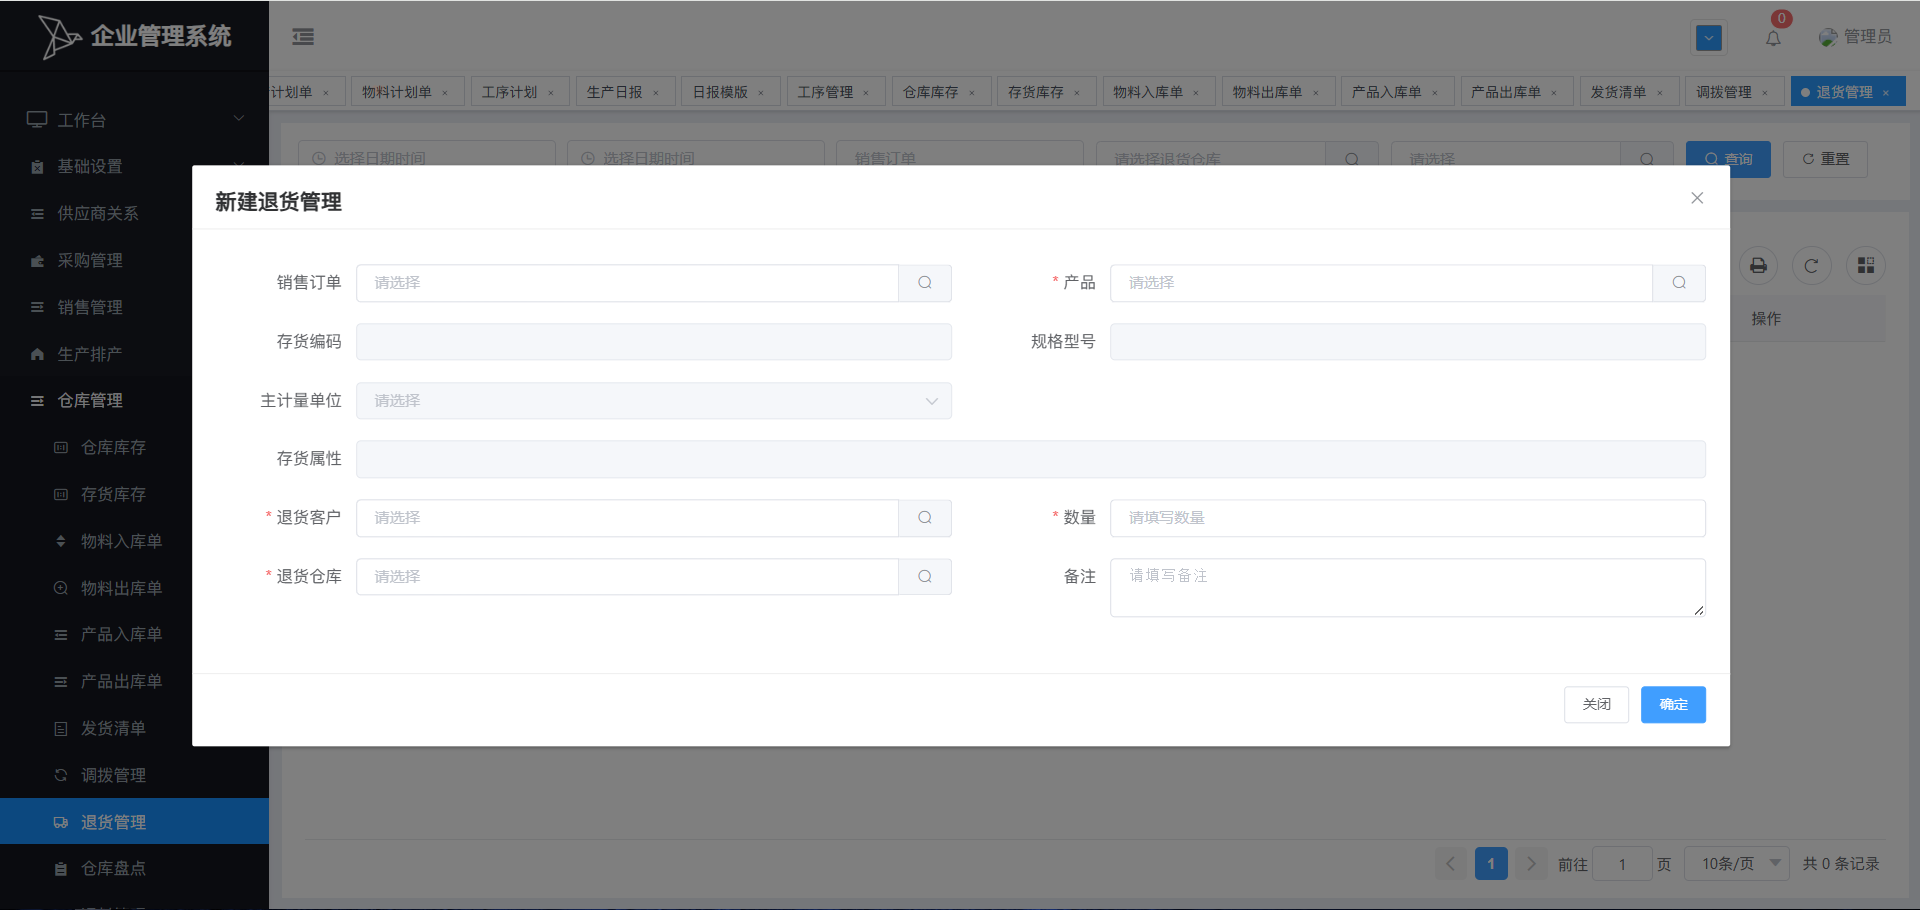 企业管理系统
0
管理员
计划单 ×
物料计划单 ×
工序计划 ×
生产日报 ×
日报模版 ×
工序管理 ×
仓库库存 ×
存货库存 ×
物料入库单 ×
物料出库单 ×
产品入库单 ×
产品出库单 ×
发货清单 ×
调拨管理 ×
退货管理 ×
工作台
基础设置
供应商关系
采购管理
销售管理
生产排产
仓库管理
仓库库存
存货库存
物料入库单
物料出库单
产品入库单
产品出库单
发货清单
调拨管理
退货管理
仓库盘点
选择日期时间
选择日期时间
销售订单
请选择退货仓库
请选择
查询
重置
操作
新建退货管理
销售订单 请选择
* 产品 请选择
存货编码
规格型号
主计量单位 请选择
存货属性
* 退货客户 请选择
* 数量 请填写数量
* 退货仓库 请选择
备注 请填写备注
关闭
确定
1
前往 1 页
10条/页
共 0 条记录